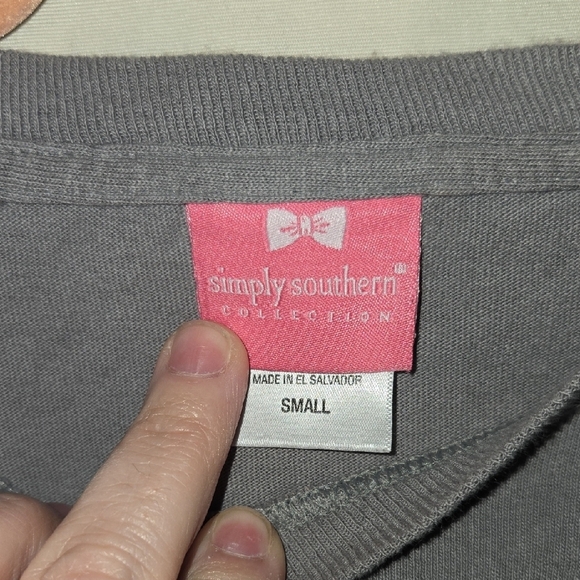 simply southern
COLLECTION
MADE IN EL SALVADOR
SMALL